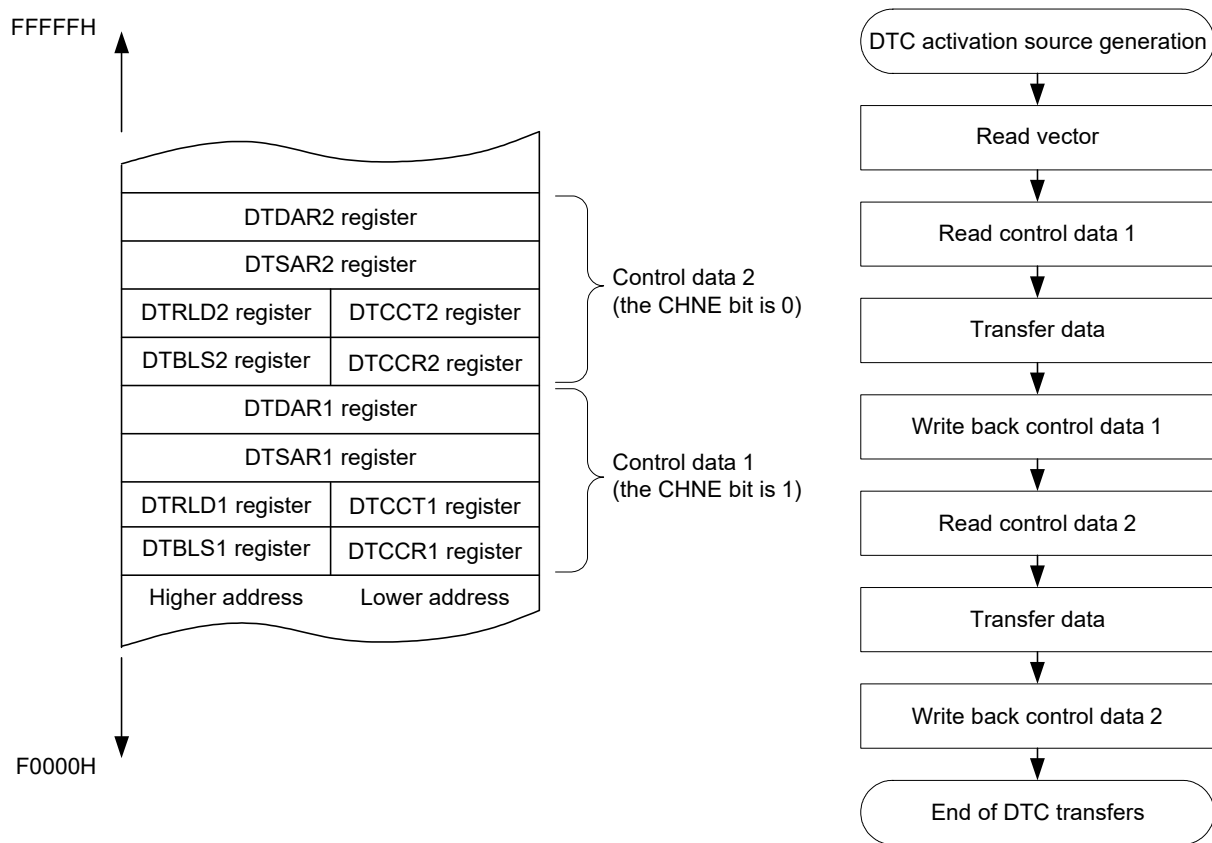 FFFFFH
DTDAR2 register
DTSAR2 register
DTRLD2 register DTCCT2 register
DTBLS2 register DTCCR2 register
Control data 2
(the CHNE bit is 0)
DTDAR1 register
DTSAR1 register
DTRLD1 register DTCCT1 register
DTBLS1 register DTCCR1 register
Control data 1
(the CHNE bit is 1)
Higher address Lower address
F0000H
DTC activation source generation
Read vector
Read control data 1
Transfer data
Write back control data 1
Read control data 2
Transfer data
Write back control data 2
End of DTC transfers